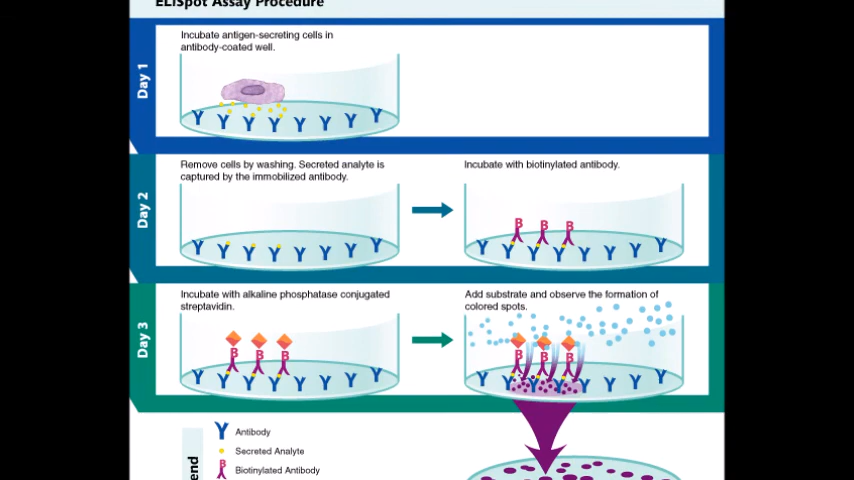 ELISpot Assay Procedure
Day 1
Incubate antigen-secreting cells in
antibody-coated well.
Day 2
Remove cells by washing. Secreted analyte is
captured by the immobilized antibody.
Incubate with biotinylated antibody.
B B B
Day 3
Incubate with alkaline phosphatase conjugated
streptavidin.
B B B
Add substrate and observe the formation of
colored spots.
B B B
end
Antibody
Secreted Analyte
B
Biotinylated Antibody